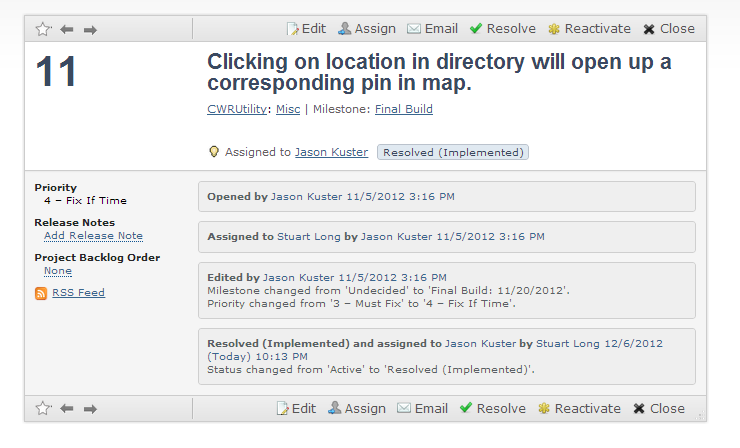 Edit Assign Email Resolve Reactivate Close
11
Clicking on location in directory will open up a
corresponding pin in map.
CWRUtility: Misc | Milestone: Final Build
Assigned to Jason Kuster Resolved (Implemented)
Priority
4 – Fix If Time
Release Notes
Add Release Note
Project Backlog Order
None
RSS Feed
Opened by Jason Kuster 11/5/2012 3:16 PM
Assigned to Stuart Long by Jason Kuster 11/5/2012 3:16 PM
Edited by Jason Kuster 11/5/2012 3:16 PM
Milestone changed from 'Undecided' to 'Final Build: 11/20/2012'.
Priority changed from '3 – Must Fix' to '4 – Fix If Time'.
Resolved (Implemented) and assigned to Jason Kuster by Stuart Long 12/6/2012
(Today) 10:13 PM
Status changed from 'Active' to 'Resolved (Implemented)'.
Edit Assign Email Resolve Reactivate Close